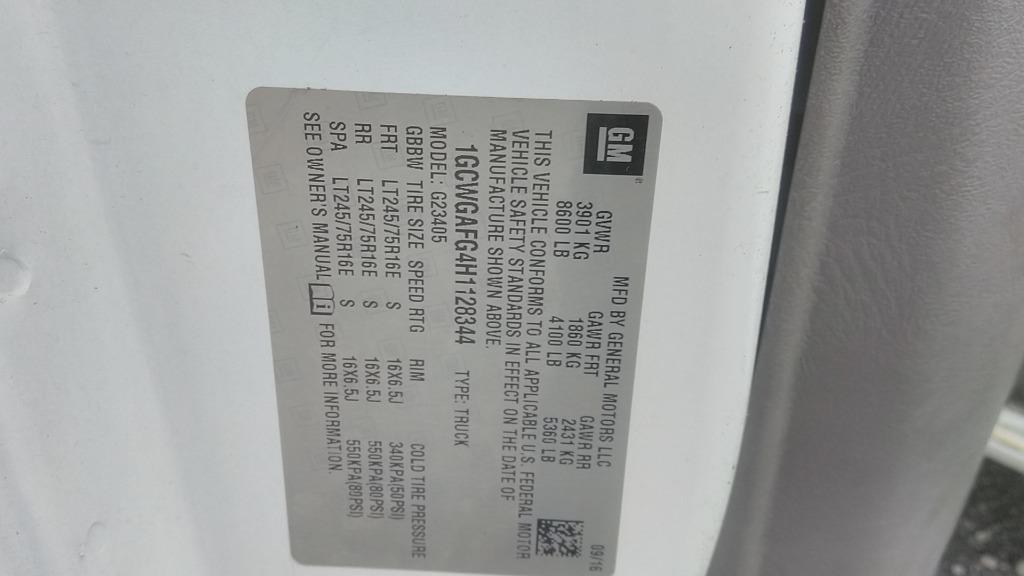 GM
MFD BY GENERAL MOTORS LLC 09/16
GVWR GAWR FRT GAWR RR
3901 KG 1860 KG 2431 KG
8600 LB 4100 LB 5360 LB
THIS VEHICLE CONFORMS TO ALL APPLICABLE U.S. FEDERAL MOTOR
VEHICLE SAFETY STANDARDS IN EFFECT ON THE DATE OF
MANUFACTURE SHOWN ABOVE.
1GCWGAFG4H1128344 TYPE: TRUCK
MODEL: G23405
GBBW TIRE SIZE SPEED RTG RIM COLD TIRE PRESSURE
FRT LT245/75R16E S 16X6.5J 340KPA(50PSI)
RR LT245/75R16E S 16X6.5J 550KPA(80PSI)
SPA LT245/75R16E S 16X6.5J 550KPA(80PSI)
SEE OWNER'S MANUAL i FOR MORE INFORMATION.